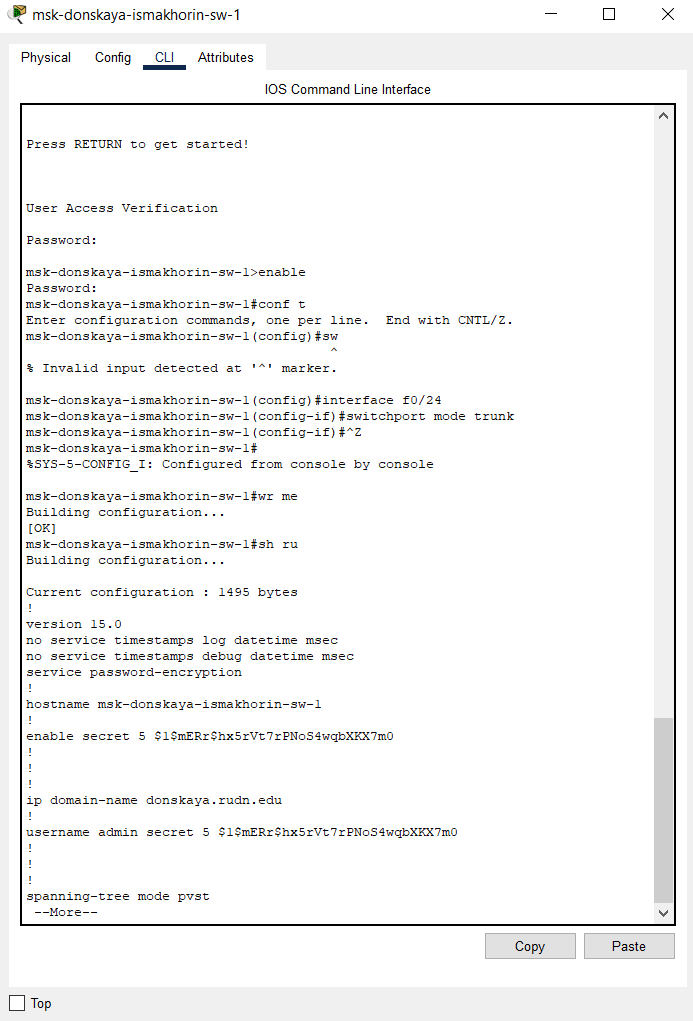 msk-donskaya-ismakhorin-sw-1
Physical Config CLI Attributes
IOS Command Line Interface
Press RETURN to get started!
User Access Verification
Password:
msk-donskaya-ismakhorin-sw-1>enable
Password:
msk-donskaya-ismakhorin-sw-1#conf t
Enter configuration commands, one per line.  End with CNTL/Z.
msk-donskaya-ismakhorin-sw-1(config)#sw
^
% Invalid input detected at '^' marker.
msk-donskaya-ismakhorin-sw-1(config)#interface f0/24
msk-donskaya-ismakhorin-sw-1(config-if)#switchport mode trunk
msk-donskaya-ismakhorin-sw-1(config-if)#^Z
msk-donskaya-ismakhorin-sw-1#
%SYS-5-CONFIG_I: Configured from console by console
msk-donskaya-ismakhorin-sw-1#wr me
Building configuration...
[OK]
msk-donskaya-ismakhorin-sw-1#sh ru
Building configuration...
Current configuration : 1495 bytes
!
version 15.0
no service timestamps log datetime msec
no service timestamps debug datetime msec
service password-encryption
!
hostname msk-donskaya-ismakhorin-sw-1
!
enable secret 5 $1$mERr$hx5rVt7rPNoS4wqbXKX7m0
!
!
!
ip domain-name donskaya.rudn.edu
!
username admin secret 5 $1$mERr$hx5rVt7rPNoS4wqbXKX7m0
!
!
!
spanning-tree mode pvst
--More--
Copy Paste
Top